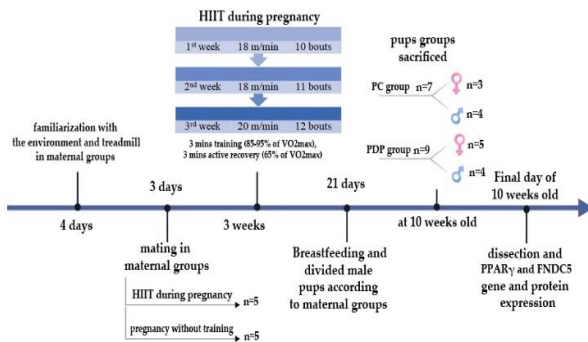 HIIT during pregnancy
1st week 18 m/min 10 bouts
2nd week 18 m/min 11 bouts
3rd week 20 m/min 12 bouts
3 mins training (85-95% of VO2max),
3 mins active recovery (65% of VO2max)
pups groups
sacrificed
PC group n=7
n=3
n=4
PDP group n=9
n=5
n=4
familiarization with
the environment and treadmill
in maternal groups
3 days
21 days
Final day of
10 weeks old
4 days
3 weeks
at 10 weeks old
mating in
maternal groups
HIIT during pregnancy n=5
pregnancy without training n=5
Breastfeeding and
divided male
pups according
to maternal groups
dissection and
PPARγ and FNDC5
gene and protein
expression